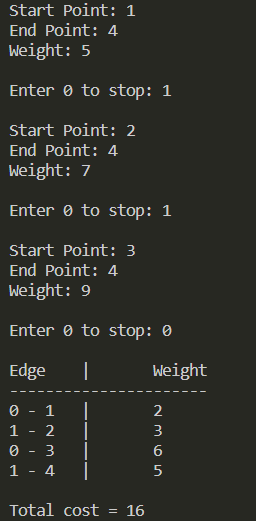 Start Point: 1
End Point: 4
Weight: 5
Enter 0 to stop: 1
Start Point: 2
End Point: 4
Weight: 7
Enter 0 to stop: 1
Start Point: 3
End Point: 4
Weight: 9
Enter 0 to stop: 0
Edge | Weight
----------------------
0 - 1 | 2
1 - 2 | 3
0 - 3 | 6
1 - 4 | 5
Total cost = 16